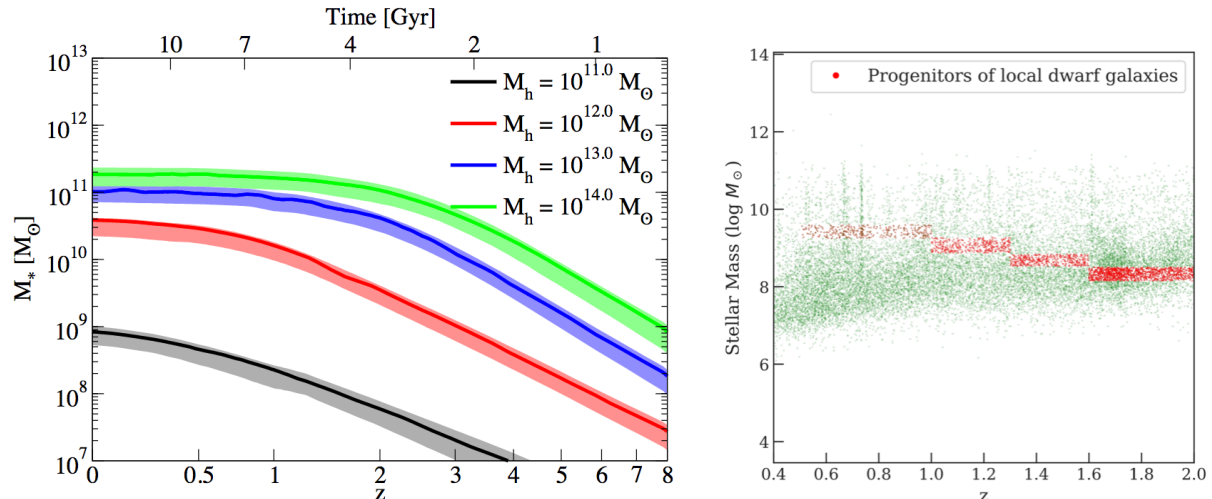 Time [Gyr]
10 7 4 2 1
10^13
10^12
10^11
10^10
10^9
10^8
10^7
M_* [M_⊙]
M_h = 10^11.0 M_⊙
M_h = 10^12.0 M_⊙
M_h = 10^13.0 M_⊙
M_h = 10^14.0 M_⊙
0 0.5 1 2 3 4 5 6 7 8
z
14
12
10
8
6
4
Stellar Mass (log M_⊙)
Progenitors of local dwarf galaxies
0.4 0.6 0.8 1.0 1.2 1.4 1.6 1.8 2.0
z